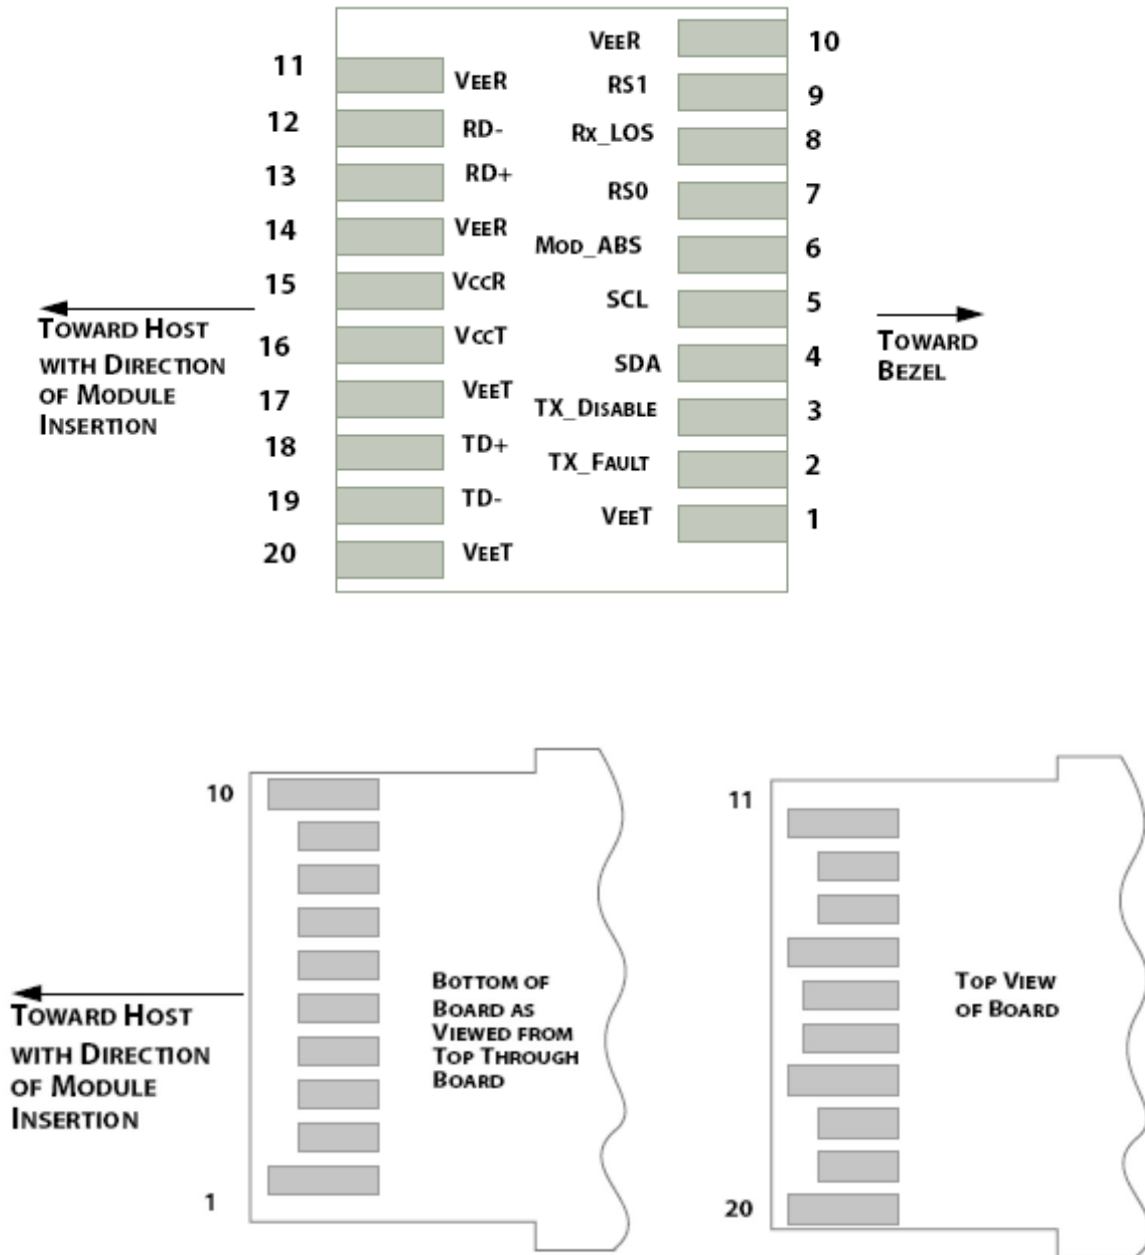 VEER 10
11 VEER
RS1 9
12 RD-
RX_LOS 8
13 RD+
RS0 7
14 VEER
MOD_ABS 6
15 VCCR
SCL 5
16 VCCT
SDA 4
17 VEET
TX_DISABLE 3
18 TD+
TX_FAULT 2
19 TD-
VEET 1
20 VEET
TOWARD HOST
WITH DIRECTION
OF MODULE
INSERTION
TOWARD
BEZEL
10
1
BOTTOM OF
BOARD AS
VIEWED FROM
TOP THROUGH
BOARD
TOWARD HOST
WITH DIRECTION
OF MODULE
INSERTION
11
20
TOP VIEW
OF BOARD